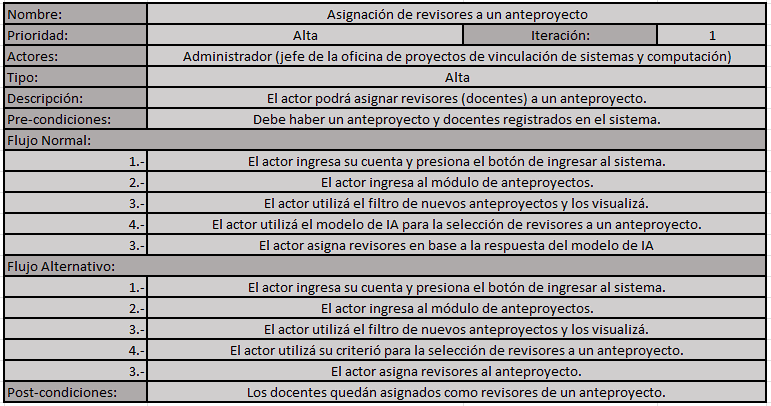 Nombre: Asignación de revisores a un anteproyecto
Prioridad: Alta Iteración: 1
Actores: Administrador (jefe de la oficina de proyectos de vinculación de sistemas y computación)
Tipo: Alta
Descripción: El actor podrá asignar revisores (docentes) a un anteproyecto.
Pre-condiciones: Debe haber un anteproyecto y docentes registrados en el sistema.
Flujo Normal:
1.- El actor ingresa su cuenta y presiona el botón de ingresar al sistema.
2.- El actor ingresa al módulo de anteproyectos.
3.- El actor utilizá el filtro de nuevos anteproyectos y los visualizá.
4.- El actor utilizá el modelo de IA para la selección de revisores a un anteproyecto.
3.- El actor asigna revisores en base a la respuesta del modelo de IA
Flujo Alternativo:
1.- El actor ingresa su cuenta y presiona el botón de ingresar al sistema.
2.- El actor ingresa al módulo de anteproyectos.
3.- El actor utilizá el filtro de nuevos anteproyectos y los visualizá.
4.- El actor utilizá su criterió para la selección de revisores a un anteproyecto.
3.- El actor asigna revisores al anteproyecto.
Post-condiciones: Los docentes quedán asignados como revisores de un anteproyecto.